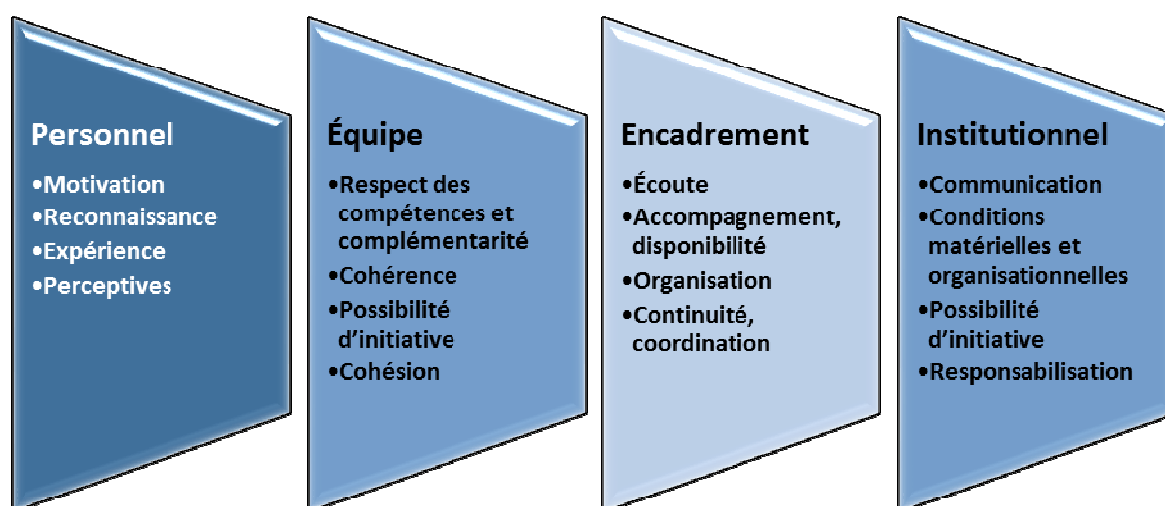 Personnel
•Motivation
•Reconnaissance
•Expérience
•Perceptives
Équipe
•Respect des
compétences et
complémentarité
•Cohérence
•Possibilité
d’initiative
•Cohésion
Encadrement
•Écoute
•Accompagnement,
disponibilité
•Organisation
•Continuité,
coordination
Institutionnel
•Communication
•Conditions
matérielles et
organisationnelles
•Possibilité
d’initiative
•Responsabilisation